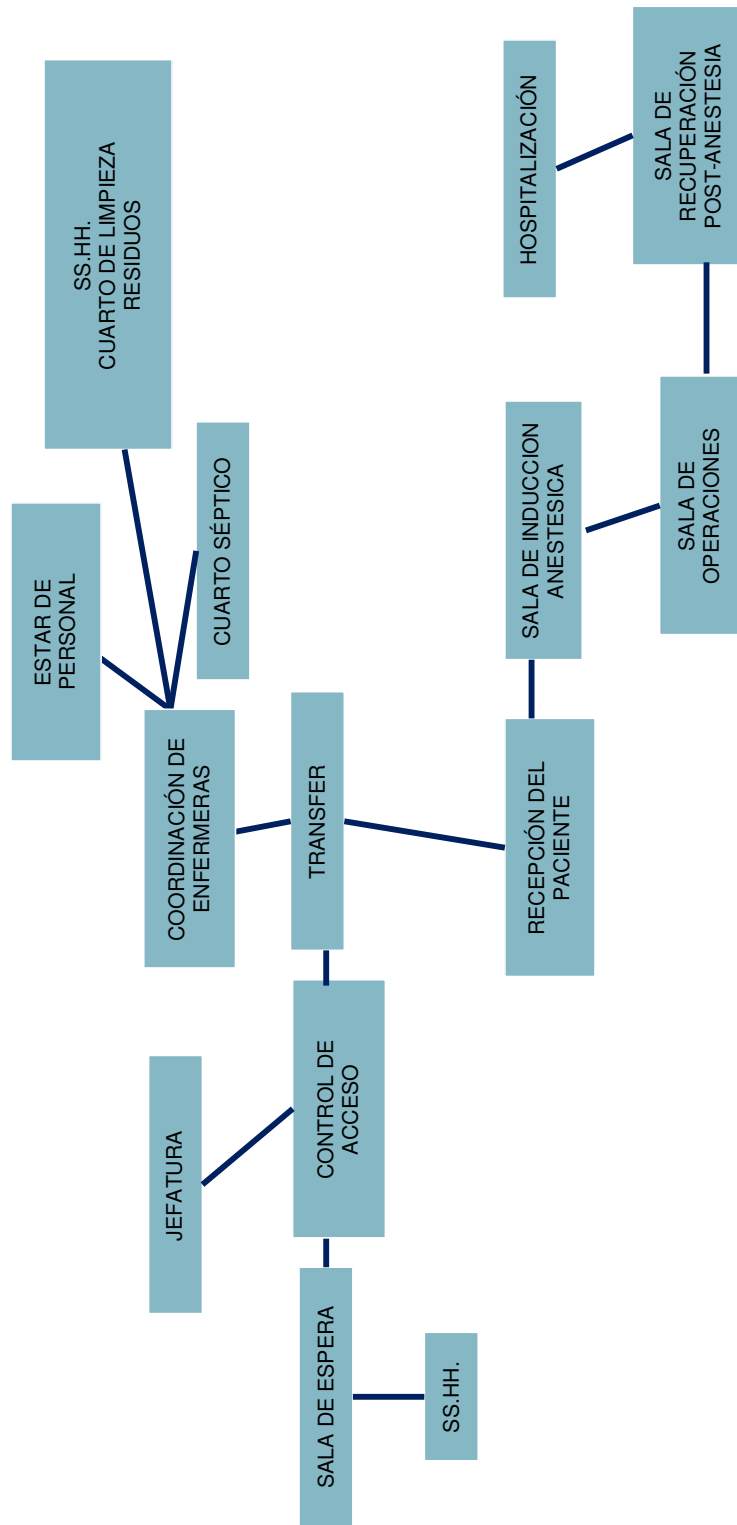 SALA DE ESPERA
SS.HH.
JEFATURA
CONTROL DE
ACCESO
TRANSFER
COORDINACIÓN DE
ENFERMERAS
ESTAR DE
PERSONAL
CUARTO SÉPTICO
SS.HH.
CUARTO DE LIMPIEZA
RESIDUOS
RECEPCIÓN DEL
PACIENTE
SALA DE INDUCCION
ANESTESICA
SALA DE
OPERACIONES
SALA DE
RECUPERACIÓN
POST-ANESTESIA
HOSPITALIZACIÓN